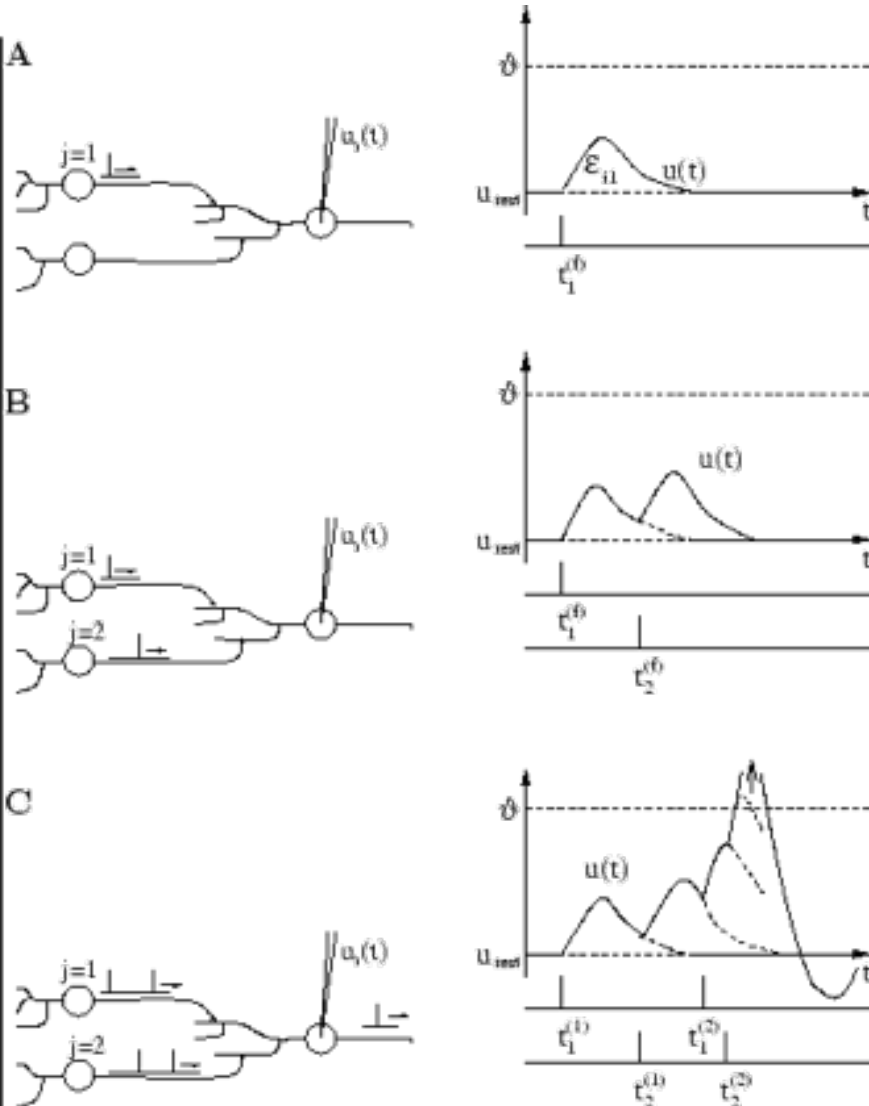 A
ϑ
j=1
u_i(t)
ε_i1
u(t)
u_rest
t
t_1^(f)
B
ϑ
u(t)
j=1
u_i(t)
u_rest
t
j=2
t_1^(f)
t_2^(f)
C
ϑ
u(t)
j=1
u_i(t)
u_rest
t
j=2
t_1^(1) t_1^(2)
t_2^(1) t_2^(2)